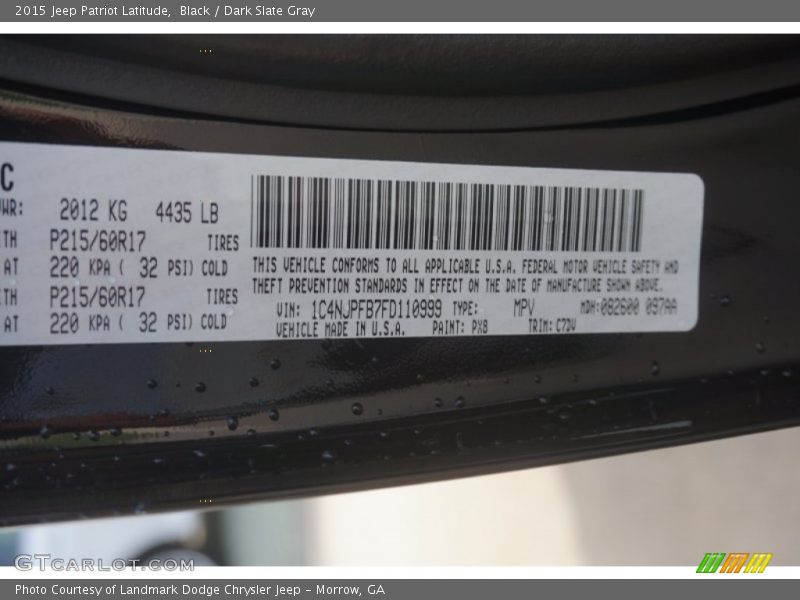 2015 Jeep Patriot Latitude,  Black / Dark Slate Gray
C
WR: 2012 KG 4435 LB
TH P215/60R17 TIRES
AT 220 KPA ( 32 PSI) COLD
TH P215/60R17 TIRES
AT 220 KPA ( 32 PSI) COLD
THIS VEHICLE CONFORMS TO ALL APPLICABLE U.S.A. FEDERAL MOTOR VEHICLE SAFETY AND
THEFT PREVENTION STANDARDS IN EFFECT ON THE DATE OF MANUFACTURE SHOWN ABOVE.
VIN: 1C4NJPFB7FD110999 TYPE: MPV MDH:082600 097AA
VEHICLE MADE IN U.S.A. PAINT: PX8 TRIM: C7DV
GTCARLOT.COM
Photo Courtesy of Landmark Dodge Chrysler Jeep – Morrow, GA